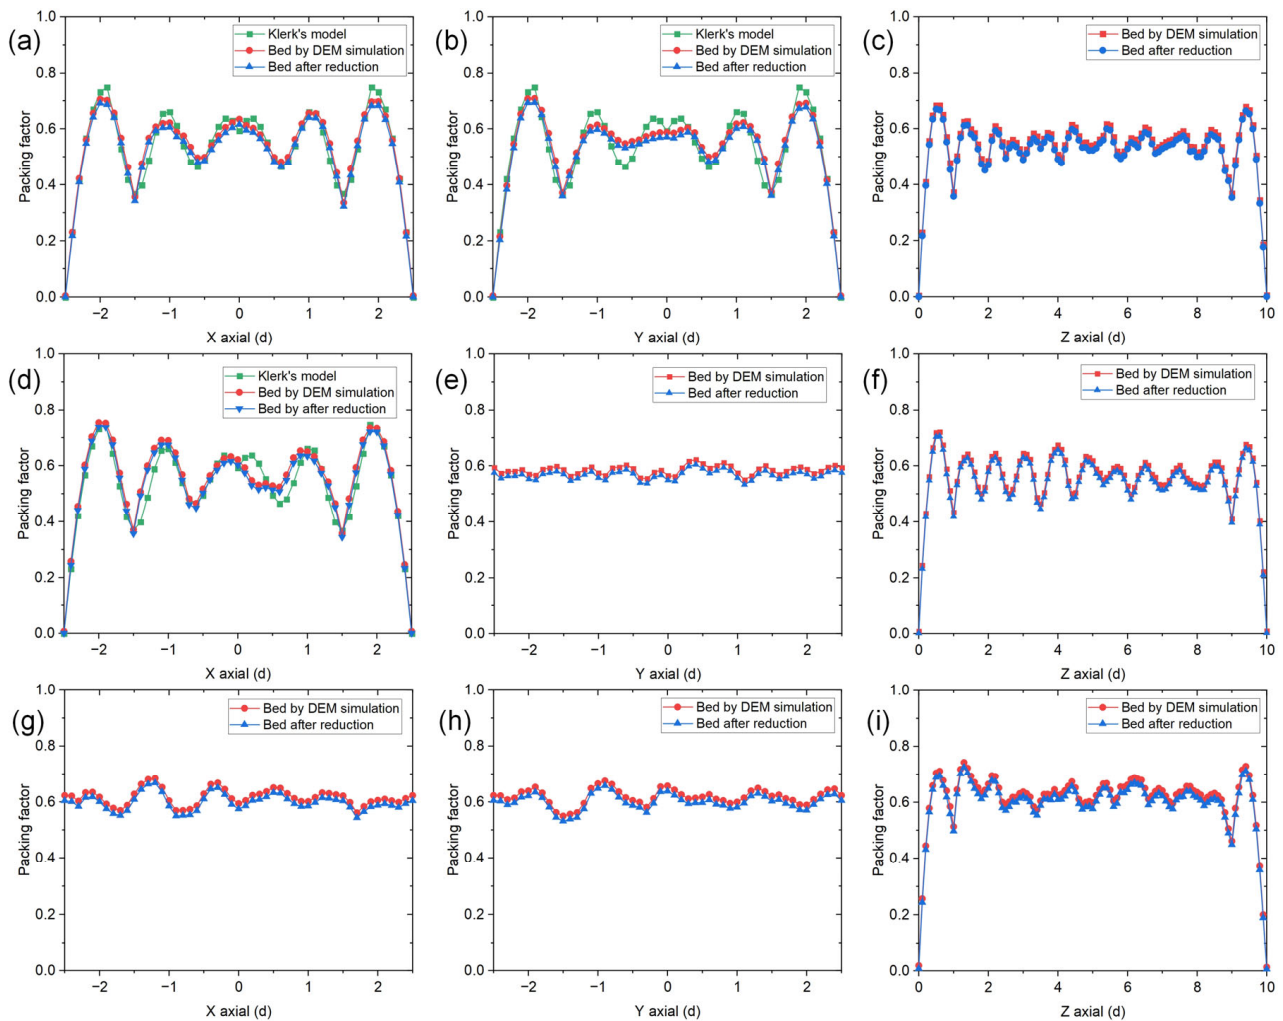 (a)
Klerk's model
Bed by DEM simulation
Bed after reduction
Packing factor
1.0
0.8
0.6
0.4
0.2
0.0
−2
−1
0
1
2
X axial (d)
(b)
Klerk's model
Bed by DEM simulation
Bed after reduction
Packing factor
1.0
0.8
0.6
0.4
0.2
0.0
−2
−1
0
1
2
Y axial (d)
(c)
Bed by DEM simulation
Bed after reduction
Packing factor
1.0
0.8
0.6
0.4
0.2
0.0
0
2
4
6
8
10
Z axial (d)
(d)
Klerk's model
Bed by DEM simulation
Bed by after reduction
Packing factor
1.0
0.8
0.6
0.4
0.2
0.0
−2
−1
0
1
2
X axial (d)
(e)
Bed by DEM simulation
Bed after reduction
Packing factor
1.0
0.8
0.6
0.4
0.2
0.0
−2
−1
0
1
2
Y axial (d)
(f)
Bed by DEM simulation
Bed after reduction
Packing factor
1.0
0.8
0.6
0.4
0.2
0.0
0
2
4
6
8
10
Z axial (d)
(g)
Bed by DEM simulation
Bed after reduction
Packing factor
1.0
0.8
0.6
0.4
0.2
0.0
−2
−1
0
1
2
X axial (d)
(h)
Bed by DEM simulation
Bed after reduction
Packing factor
1.0
0.8
0.6
0.4
0.2
0.0
−2
−1
0
1
2
Y axial (d)
(i)
Bed by DEM simulation
Bed after reduction
Packing factor
1.0
0.8
0.6
0.4
0.2
0.0
0
2
4
6
8
10
Z axial (d)